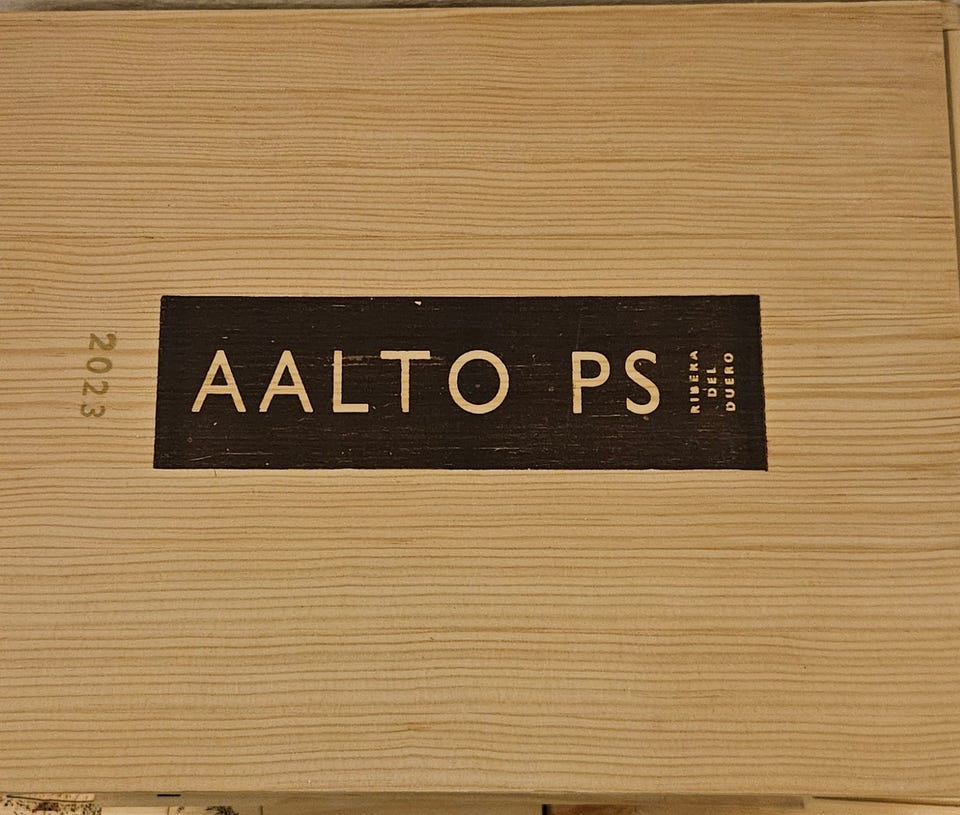 2023
AALTO PS
RIBERA
DEL
DUERO